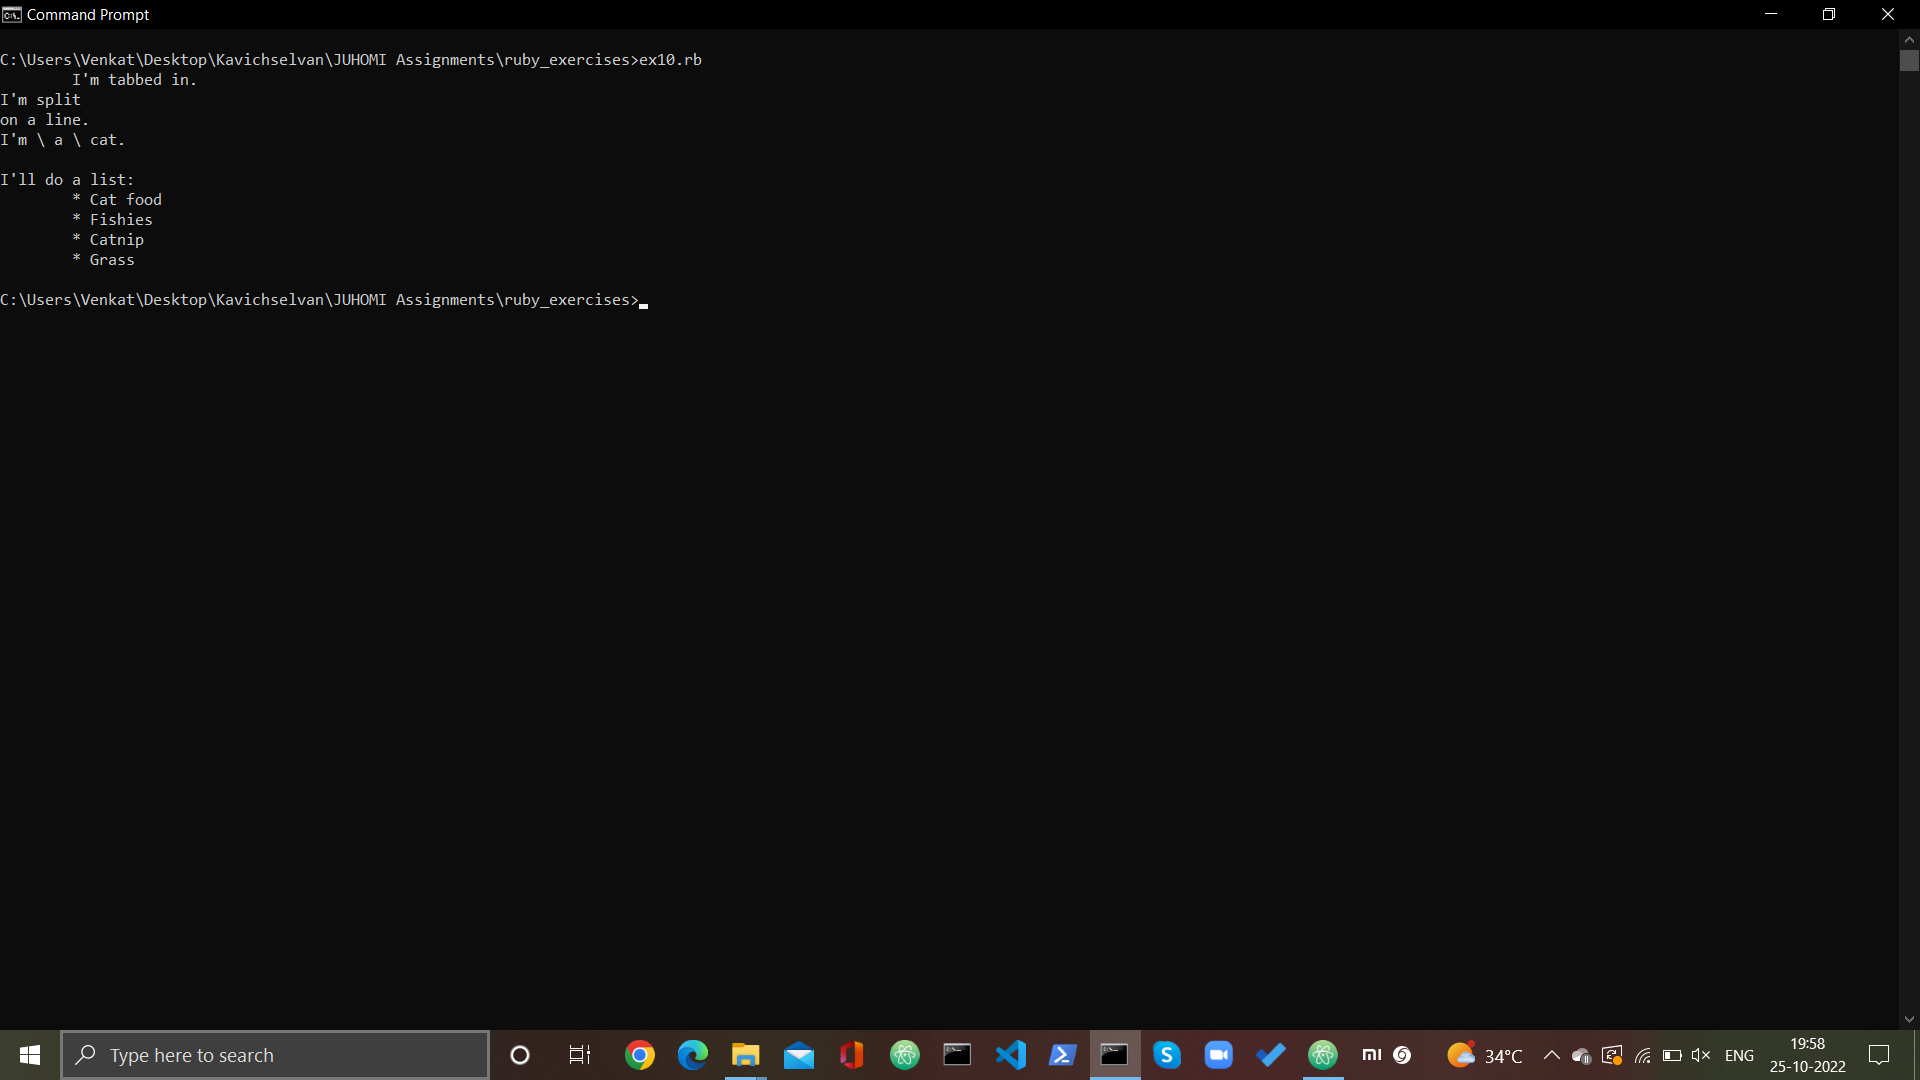 Command Prompt
C:\Users\Venkat\Desktop\Kavichselvan\JUHOMI Assignments\ruby_exercises>ex10.rb
        I'm tabbed in.
I'm split
on a line.
I'm \ a \ cat.

I'll do a list:
        * Cat food
        * Fishies
        * Catnip
        * Grass

C:\Users\Venkat\Desktop\Kavichselvan\JUHOMI Assignments\ruby_exercises>
Type here to search
34°C
ENG
19:58
25-10-2022